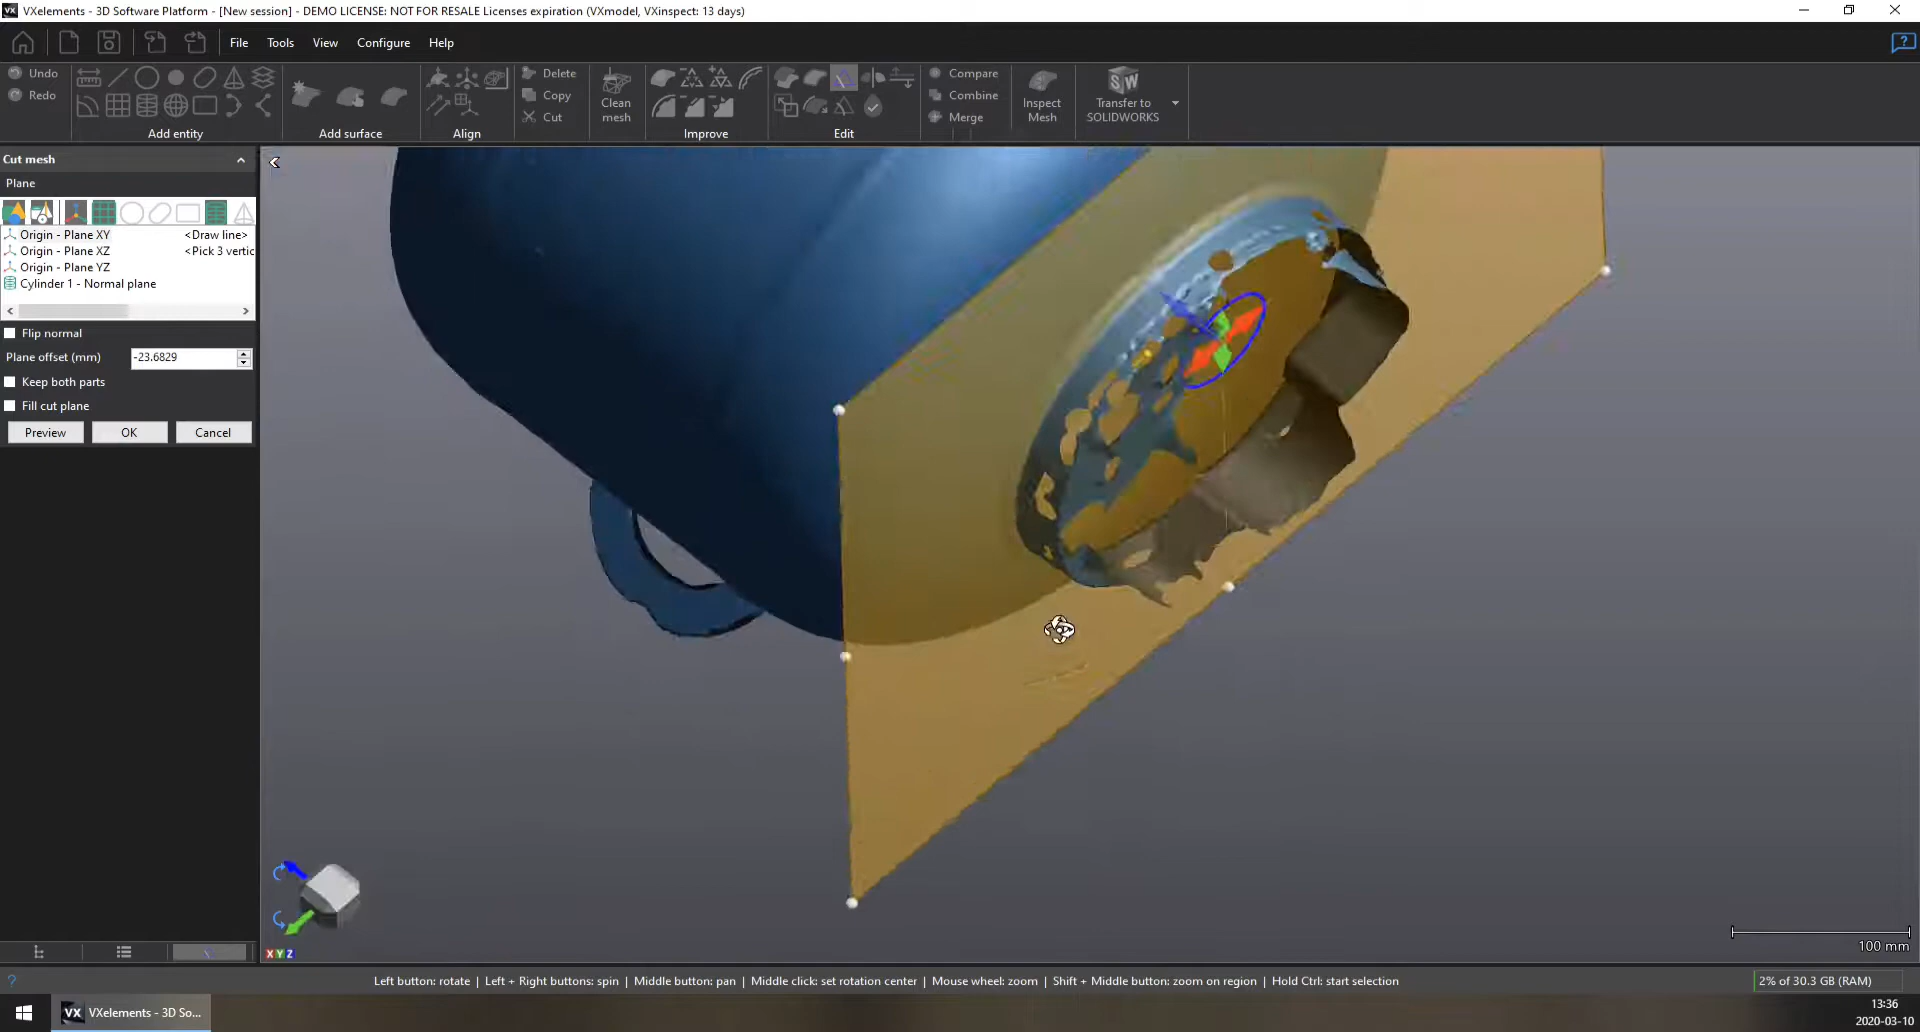 VXelements - 3D Software Platform - [New session] - DEMO LICENSE: NOT FOR RESALE Licenses expiration (VXmodel, VXinspect: 13 days)
File Tools View Configure Help
Undo
Redo
Add entity
Add surface
Align
Delete
Copy
Cut
Clean mesh
Improve
Edit
Compare
Combine
Merge
Inspect Mesh
SW
Transfer to SOLIDWORKS
Cut mesh
Plane
Origin - Plane XY <Draw line>
Origin - Plane XZ <Pick 3 vertic
Origin - Plane YZ
Cylinder 1 - Normal plane
Flip normal
Plane offset (mm) -23.6829
Keep both parts
Fill cut plane
Preview OK Cancel
XYZ
100 mm
Left button: rotate | Left + Right buttons: spin | Middle button: pan | Middle click: set rotation center | Mouse wheel: zoom | Shift + Middle button: zoom on region | Hold Ctrl: start selection
2% of 30.3 GB (RAM)
VX VXelements - 3D So...
13:36
2020-03-10